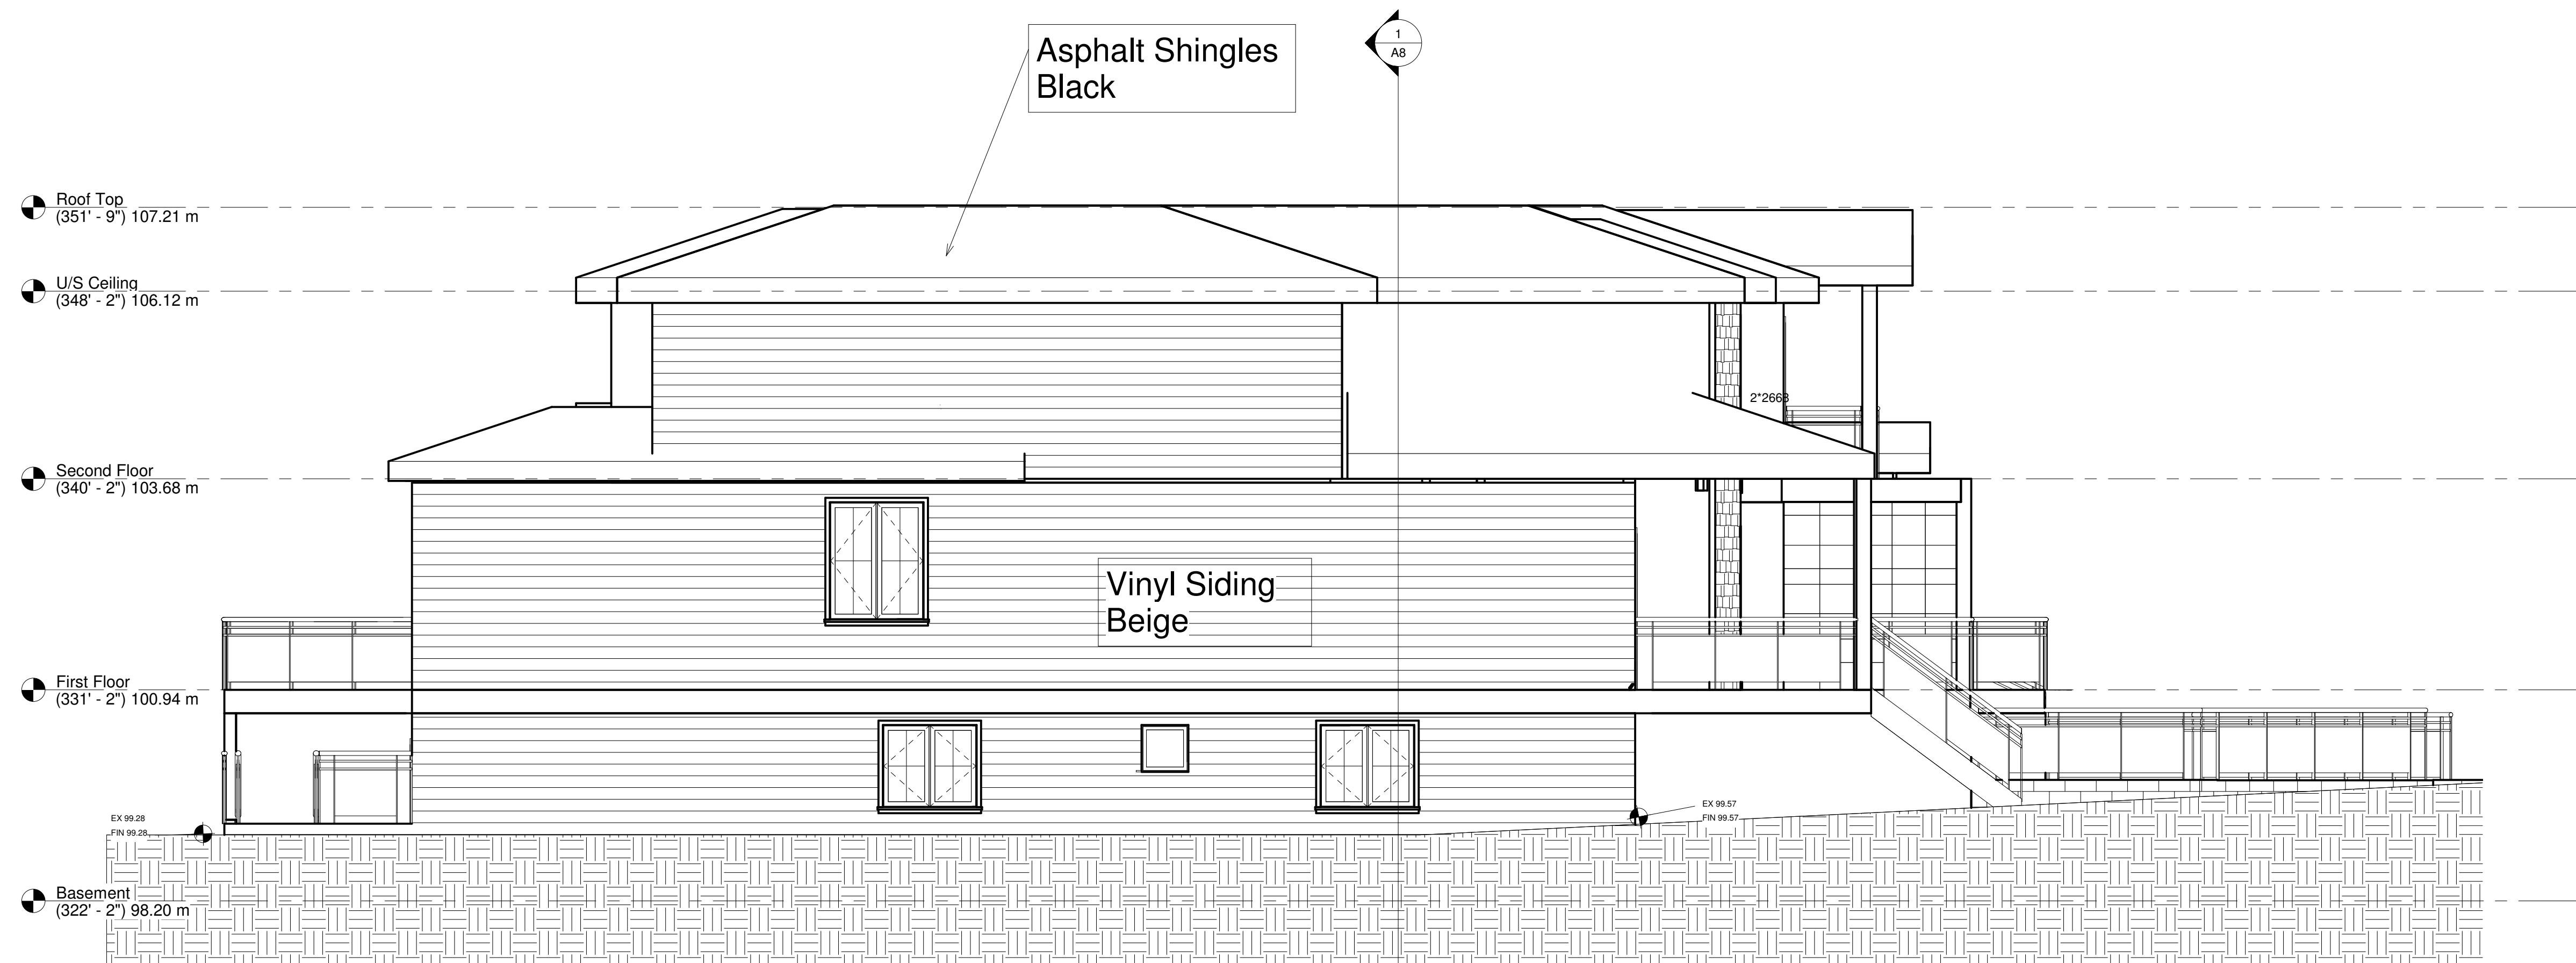 1
A8
Asphalt Shingles
Black
Roof Top
(351' - 9") 107.21 m
U/S Ceiling
(348' - 2") 106.12 m
2*2668
Second Floor
(340' - 2") 103.68 m
Vinyl Siding
Beige
First Floor
(331' - 2") 100.94 m
EX 99.57
FIN 99.57
EX 99.28
FIN 99.28
Basement
(322' - 2") 98.20 m